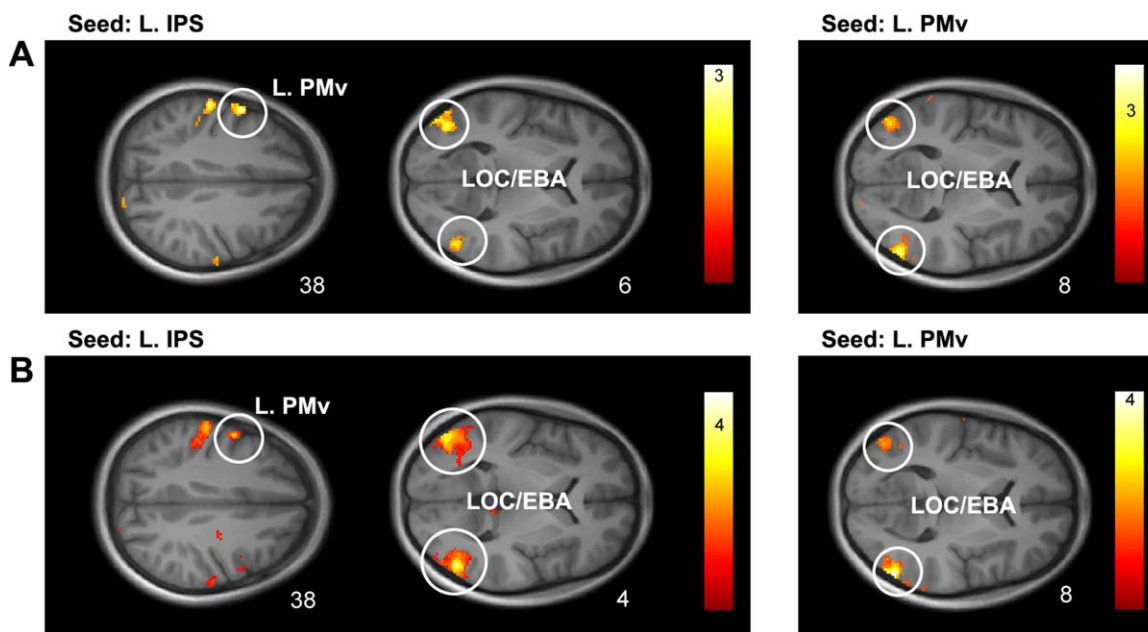 Seed: L. IPS
Seed: L. PMv
A
L. PMv
3
3
LOC/EBA
LOC/EBA
38
6
8
Seed: L. IPS
Seed: L. PMv
B
L. PMv
4
4
LOC/EBA
LOC/EBA
38
4
8